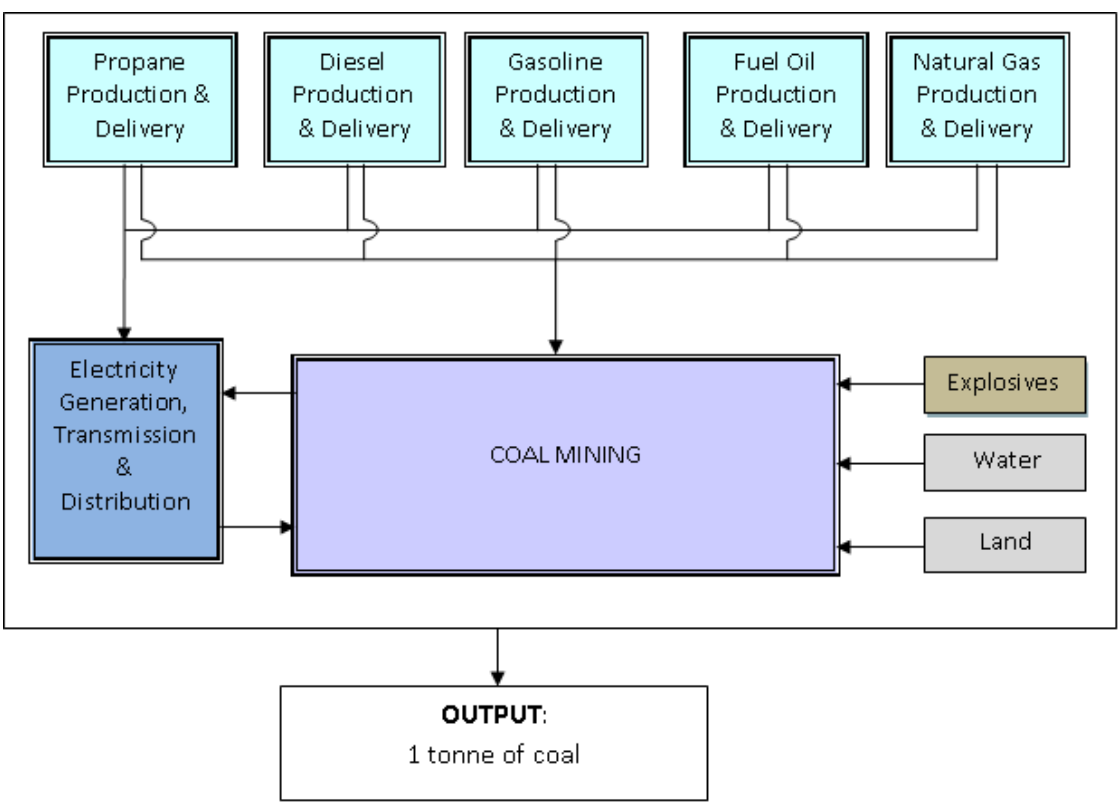 Propane
Production &
Delivery
Diesel
Production
& Delivery
Gasoline
Production
& Delivery
Fuel Oil
Production
& Delivery
Natural Gas
Production
& Delivery
Electricity
Generation,
Transmission
&
Distribution
COAL MINING
Explosives
Water
Land
OUTPUT:
1 tonne of coal